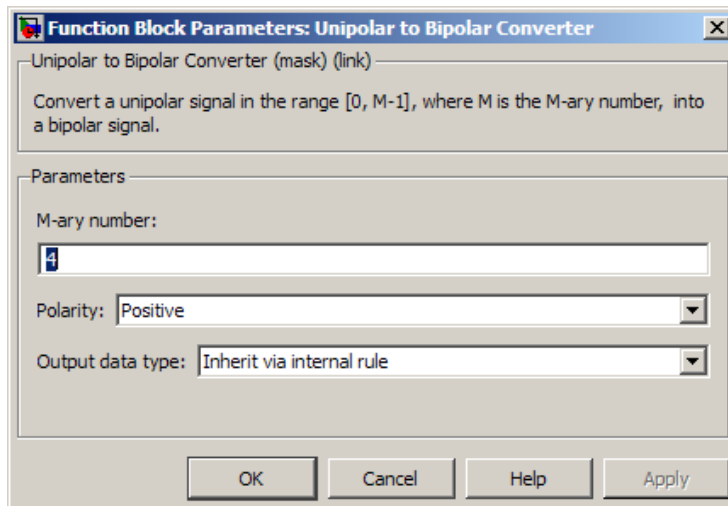 Function Block Parameters: Unipolar to Bipolar Converter
Unipolar to Bipolar Converter (mask) (link)
Convert a unipolar signal in the range [0, M-1], where M is the M-ary number,  into
a bipolar signal.
Parameters
M-ary number:
4
Polarity: Positive
Output data type: Inherit via internal rule
OK Cancel Help Apply